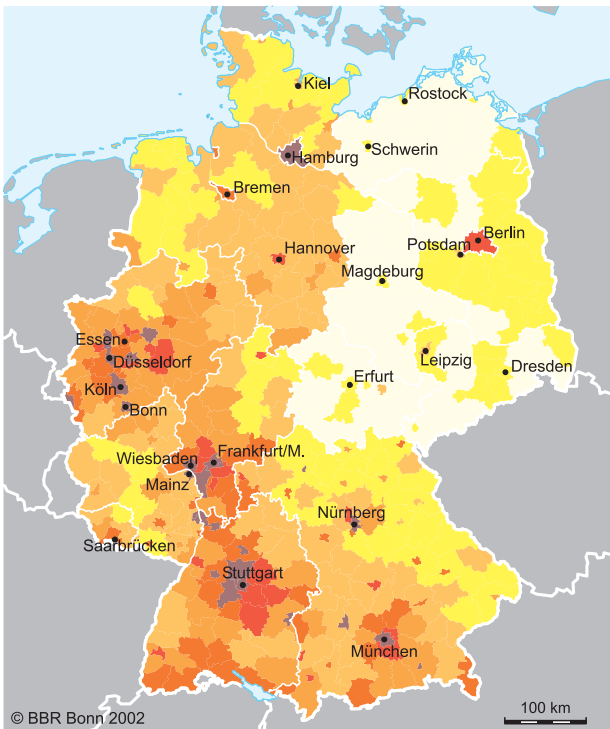 Kiel
Rostock
Hamburg
Schwerin
Bremen
Berlin
Hannover
Potsdam
Magdeburg
Essen
Düsseldorf
Leipzig
Dresden
Erfurt
Köln
Bonn
Wiesbaden
Frankfurt/M.
Mainz
Nürnberg
Saarbrücken
Stuttgart
München
© BBR Bonn 2002
100 km